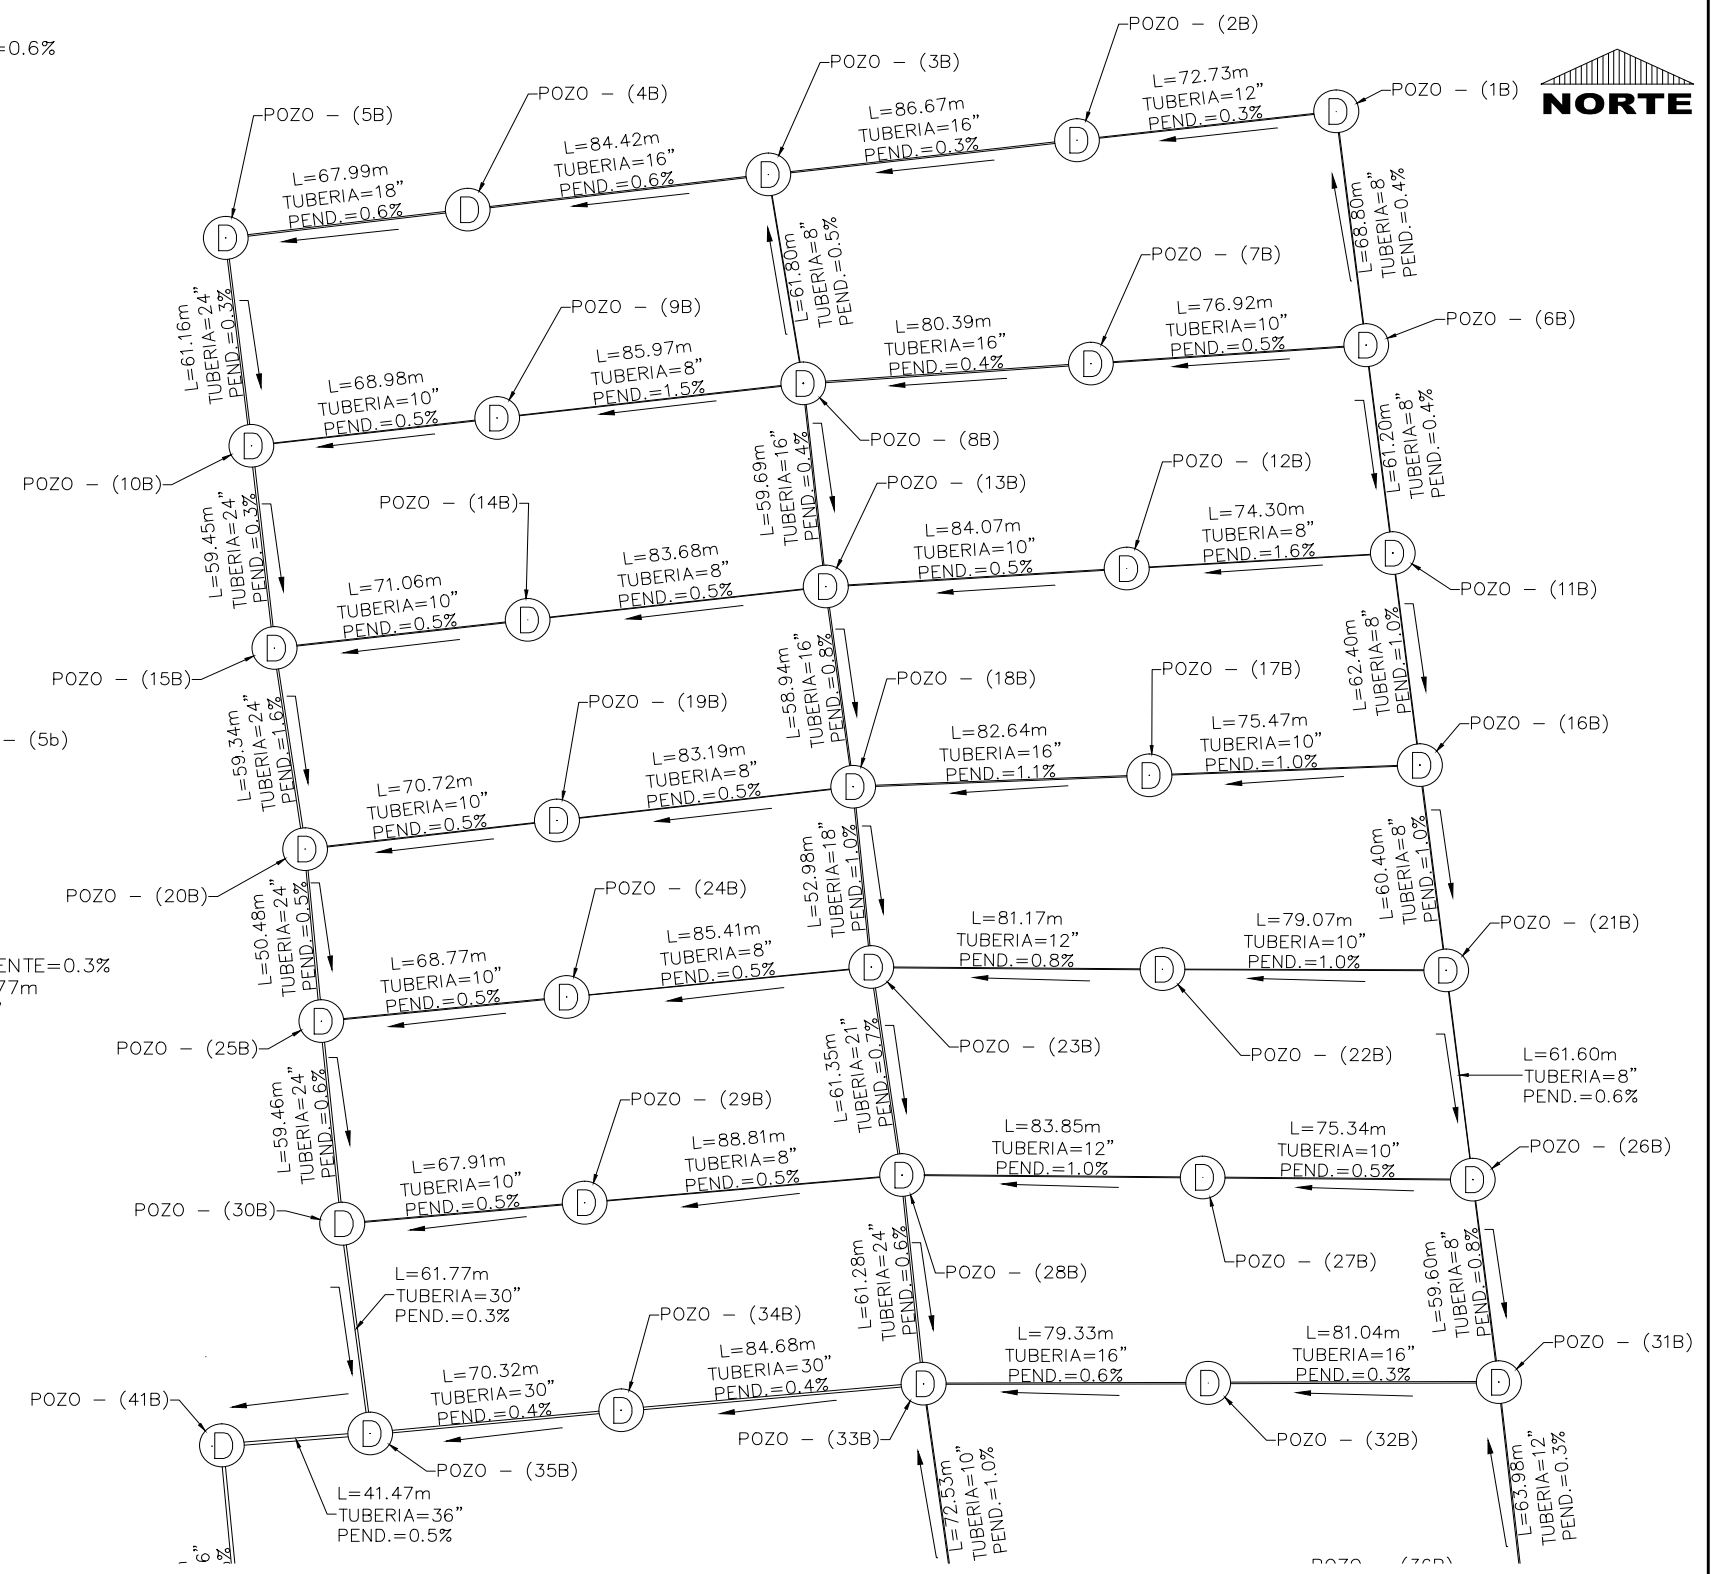 =0.6%
POZO - (5B)
POZO - (4B)
POZO - (3B)
POZO - (2B)
POZO - (1B)
NORTE
L=67.99m
TUBERIA=18"
PEND.=0.6%
L=84.42m
TUBERIA=16"
PEND.=0.6%
L=86.67m
TUBERIA=16"
PEND.=0.3%
L=72.73m
TUBERIA=12"
PEND.=0.3%
D
D
D
D
D
L=61.16m
TUBERIA=24"
PEND.=0.3%
L=61.80m
TUBERIA=8"
PEND.=0.5%
L=68.80m
TUBERIA=8"
PEND.=0.4%
POZO - (9B)
POZO - (7B)
POZO - (6B)
L=68.98m
TUBERIA=10"
PEND.=0.5%
L=85.97m
TUBERIA=8"
PEND.=1.5%
L=80.39m
TUBERIA=16"
PEND.=0.4%
L=76.92m
TUBERIA=10"
PEND.=0.5%
D
D
D
D
D
POZO - (10B)
POZO - (8B)
L=59.45m
TUBERIA=24"
PEND.=0.3%
L=59.69m
TUBERIA=16"
PEND.=0.4%
L=61.20m
TUBERIA=8"
PEND.=0.4%
POZO - (14B)
POZO - (13B)
POZO - (12B)
L=71.06m
TUBERIA=10"
PEND.=0.5%
L=83.68m
TUBERIA=8"
PEND.=0.5%
L=84.07m
TUBERIA=10"
PEND.=0.5%
L=74.30m
TUBERIA=8"
PEND.=1.6%
D
D
D
D
D
POZO - (15B)
POZO - (11B)
L=59.34m
TUBERIA=24"
PEND.=1.6%
L=58.94m
TUBERIA=16"
PEND.=0.8%
L=62.40m
TUBERIA=8"
PEND.=1.0%
- (5b)
POZO - (19B)
POZO - (18B)
POZO - (17B)
POZO - (16B)
L=70.72m
TUBERIA=10"
PEND.=0.5%
L=83.19m
TUBERIA=8"
PEND.=0.5%
L=82.64m
TUBERIA=16"
PEND.=1.1%
L=75.47m
TUBERIA=10"
PEND.=1.0%
D
D
D
D
D
POZO - (20B)
L=50.48m
TUBERIA=24"
PEND.=0.5%
L=52.98m
TUBERIA=18"
PEND.=1.0%
L=60.40m
TUBERIA=8"
PEND.=1.0%
POZO - (24B)
POZO - (21B)
ENTE=0.3%
77m
L=68.77m
TUBERIA=10"
PEND.=0.5%
L=85.41m
TUBERIA=8"
PEND.=0.5%
L=81.17m
TUBERIA=12"
PEND.=0.8%
L=79.07m
TUBERIA=10"
PEND.=1.0%
D
D
D
D
D
POZO - (25B)
POZO - (23B)
POZO - (22B)
L=59.46m
TUBERIA=24"
PEND.=0.6%
L=61.35m
TUBERIA=21"
PEND.=0.7%
L=61.60m
TUBERIA=8"
PEND.=0.6%
POZO - (29B)
POZO - (26B)
L=67.91m
TUBERIA=10"
PEND.=0.5%
L=88.81m
TUBERIA=8"
PEND.=0.5%
L=83.85m
TUBERIA=12"
PEND.=1.0%
L=75.34m
TUBERIA=10"
PEND.=0.5%
D
D
D
D
D
POZO - (30B)
POZO - (28B)
POZO - (27B)
L=61.77m
TUBERIA=30"
PEND.=0.3%
L=61.28m
TUBERIA=24"
PEND.=0.6%
L=59.60m
TUBERIA=8"
PEND.=0.8%
POZO - (34B)
POZO - (31B)
L=70.32m
TUBERIA=30"
PEND.=0.4%
L=84.68m
TUBERIA=30"
PEND.=0.4%
L=79.33m
TUBERIA=16"
PEND.=0.6%
L=81.04m
TUBERIA=16"
PEND.=0.3%
D
D
D
D
D
D
POZO - (41B)
POZO - (35B)
POZO - (33B)
POZO - (32B)
L=41.47m
TUBERIA=36"
PEND.=0.5%
L=72.53m
TUBERIA=10"
PEND.=1.0%
L=63.98m
TUBERIA=12"
PEND.=0.3%
6"
%